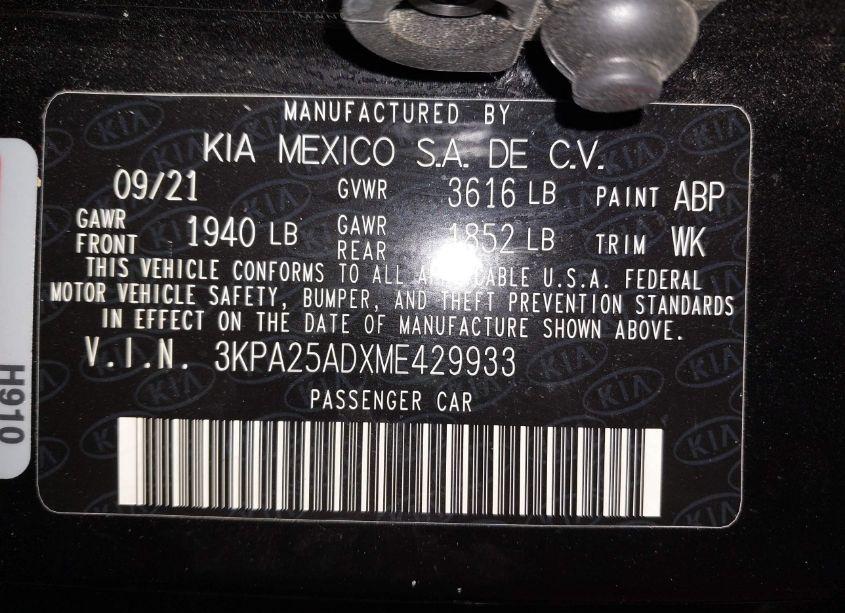 MANUFACTURED BY
KIA MEXICO S.A. DE C.V.
09/21 GVWR 3616 LB PAINT ABP
GAWR FRONT 1940 LB GAWR REAR 1852 LB TRIM WK
THIS VEHICLE CONFORMS TO ALL APPLICABLE U.S.A. FEDERAL
MOTOR VEHICLE SAFETY, BUMPER, AND THEFT PREVENTION STANDARDS
IN EFFECT ON THE DATE OF MANUFACTURE SHOWN ABOVE.
V.I.N. 3KPA25ADXME429933
PASSENGER CAR
H910